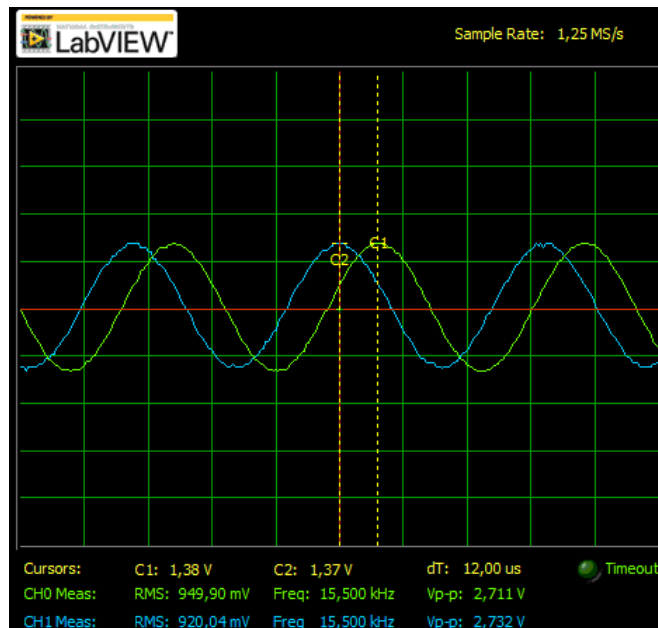 POWERED BY
NATIONAL INSTRUMENTS
LabVIEW™
Sample Rate: 1,25 MS/s
C1
C2
Cursors: C1: 1,38 V C2: 1,37 V dT: 12,00 us Timeout
CH0 Meas: RMS: 949,90 mV Freq: 15,500 kHz Vp-p: 2,711 V
CH1 Meas: RMS: 920,04 mV Freq 15,500 kHz Vp-p: 2,732 V